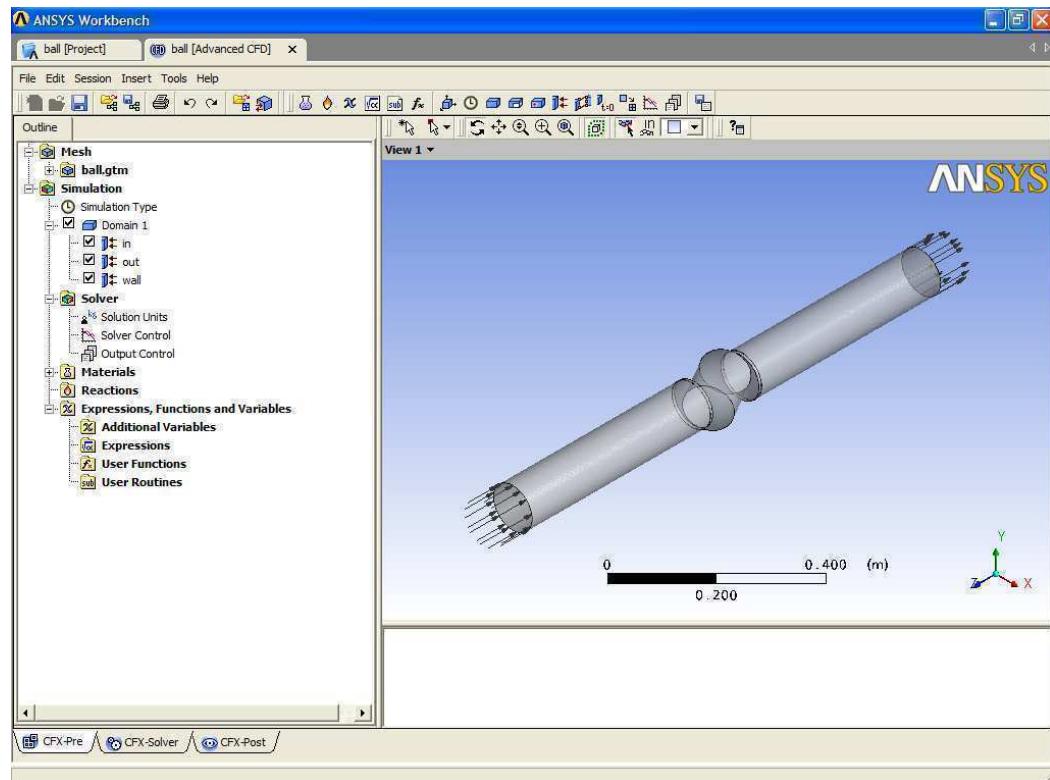 ANSYS Workbench
ball [Project]
ball [Advanced CFD]
File Edit Session Insert Tools Help
Outline
View 1
Mesh
ball.gtm
Simulation
Simulation Type
Domain 1
in
out
wall
Solver
Solution Units
Solver Control
Output Control
Materials
Reactions
Expressions, Functions and Variables
Additional Variables
Expressions
User Functions
User Routines
ANSYS
0 0.400 (m)
0.200
Y
Z X
CFX-Pre CFX-Solver CFX-Post